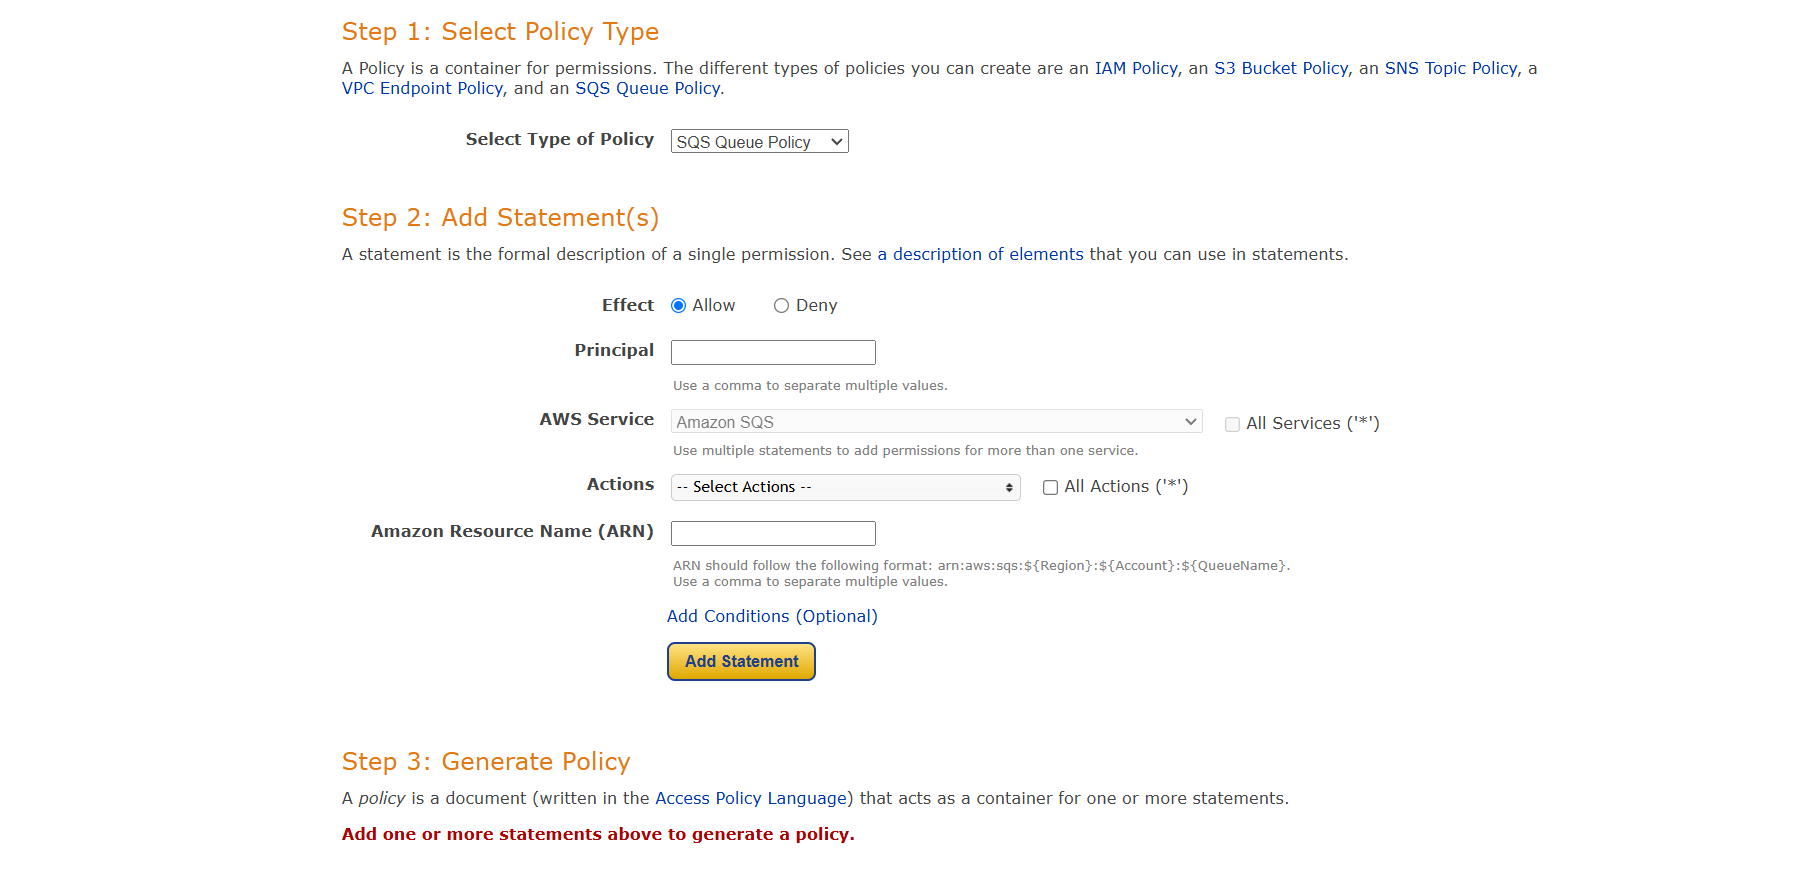 Step 1: Select Policy Type
A Policy is a container for permissions. The different types of policies you can create are an IAM Policy, an S3 Bucket Policy, an SNS Topic Policy, a
VPC Endpoint Policy, and an SQS Queue Policy.
Select Type of Policy SQS Queue Policy
Step 2: Add Statement(s)
A statement is the formal description of a single permission. See a description of elements that you can use in statements.
Effect Allow Deny
Principal
Use a comma to separate multiple values.
AWS Service Amazon SQS All Services ('*')
Use multiple statements to add permissions for more than one service.
Actions -- Select Actions -- All Actions ('*')
Amazon Resource Name (ARN)
ARN should follow the following format: arn:aws:sqs:${Region}:${Account}:${QueueName}.
Use a comma to separate multiple values.
Add Conditions (Optional)
Add Statement
Step 3: Generate Policy
A policy is a document (written in the Access Policy Language) that acts as a container for one or more statements.
Add one or more statements above to generate a policy.